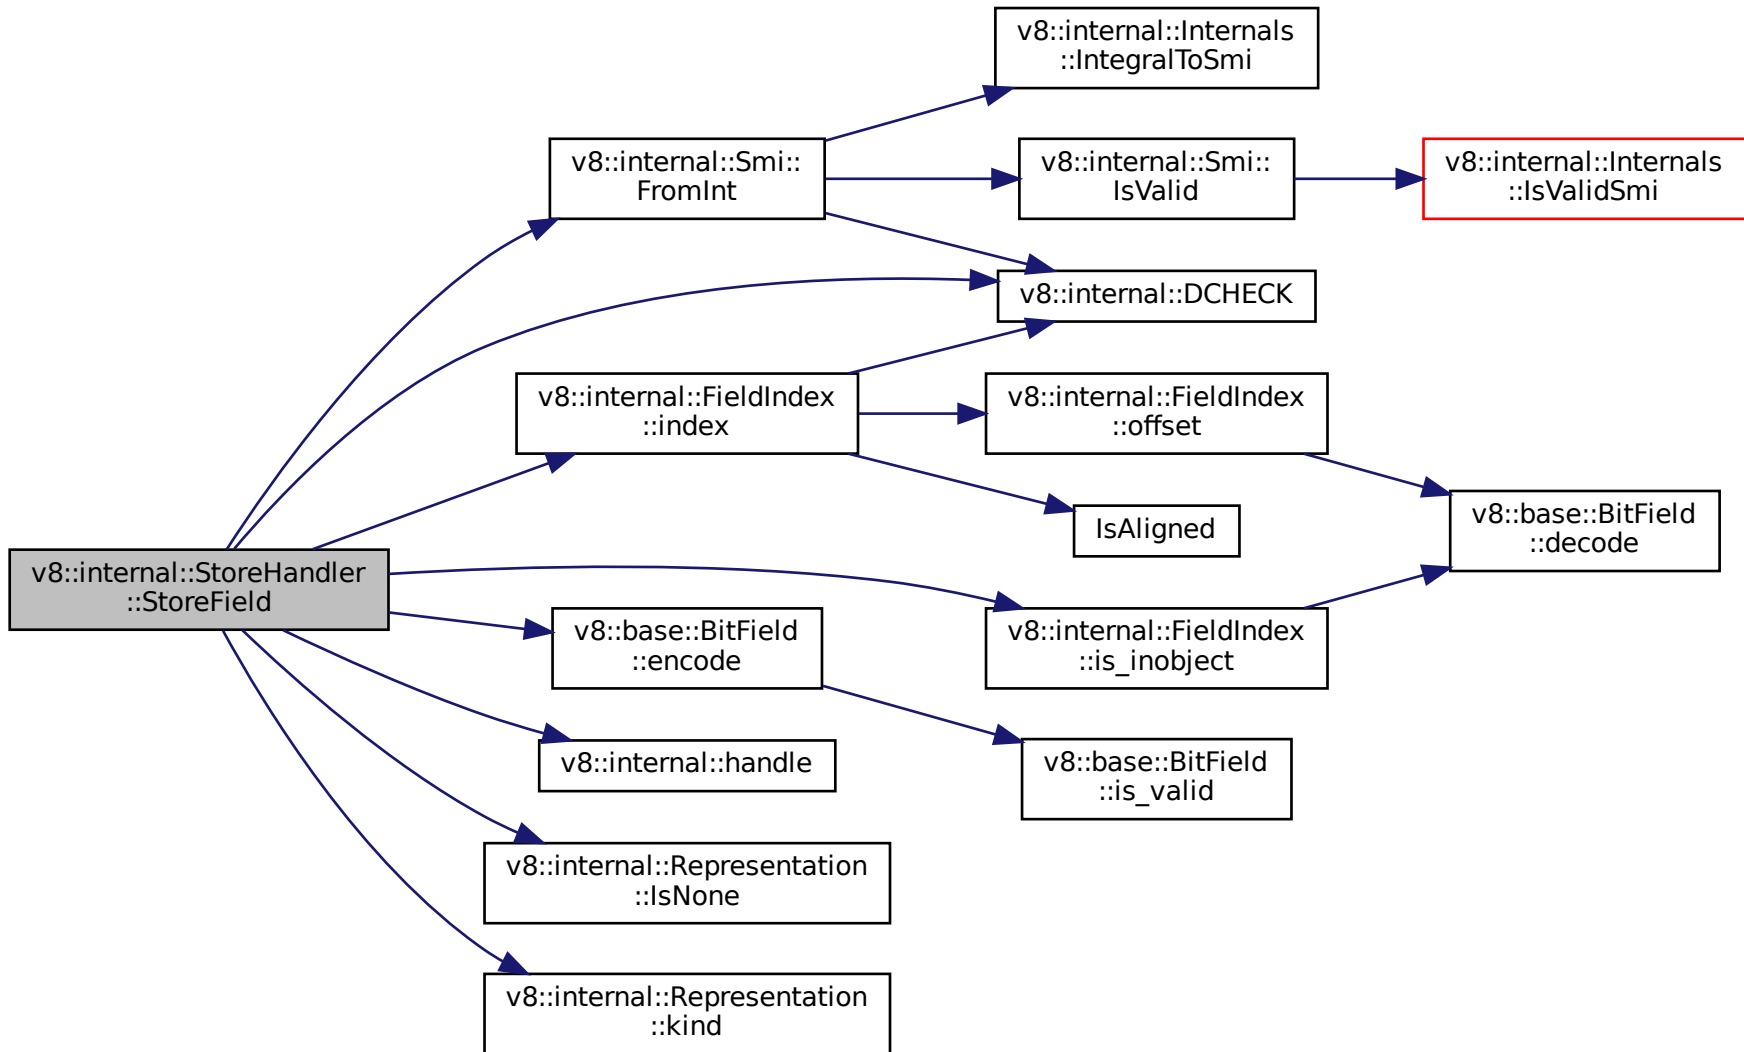 v8::internal::Internals
::IntegralToSmi
v8::internal::Smi::
FromInt
v8::internal::Smi::
IsValid
v8::internal::Internals
::IsValidSmi
v8::internal::DCHECK
v8::internal::FieldIndex
::index
v8::internal::FieldIndex
::offset
IsAligned
v8::base::BitField
::decode
v8::internal::StoreHandler
::StoreField
v8::base::BitField
::encode
v8::internal::FieldIndex
::is_inobject
v8::internal::handle
v8::base::BitField
::is_valid
v8::internal::Representation
::IsNone
v8::internal::Representation
::kind